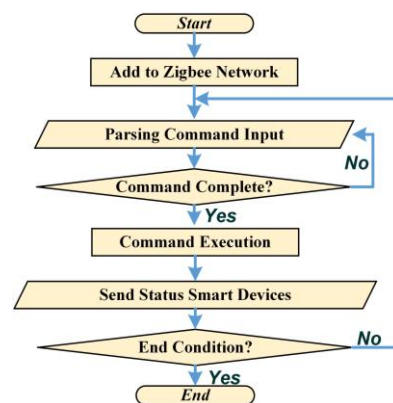 Start
Add to Zigbee Network
Parsing Command Input
No
Command Complete?
Yes
Command Execution
Send Status Smart Devices
End Condition?
No
Yes
End